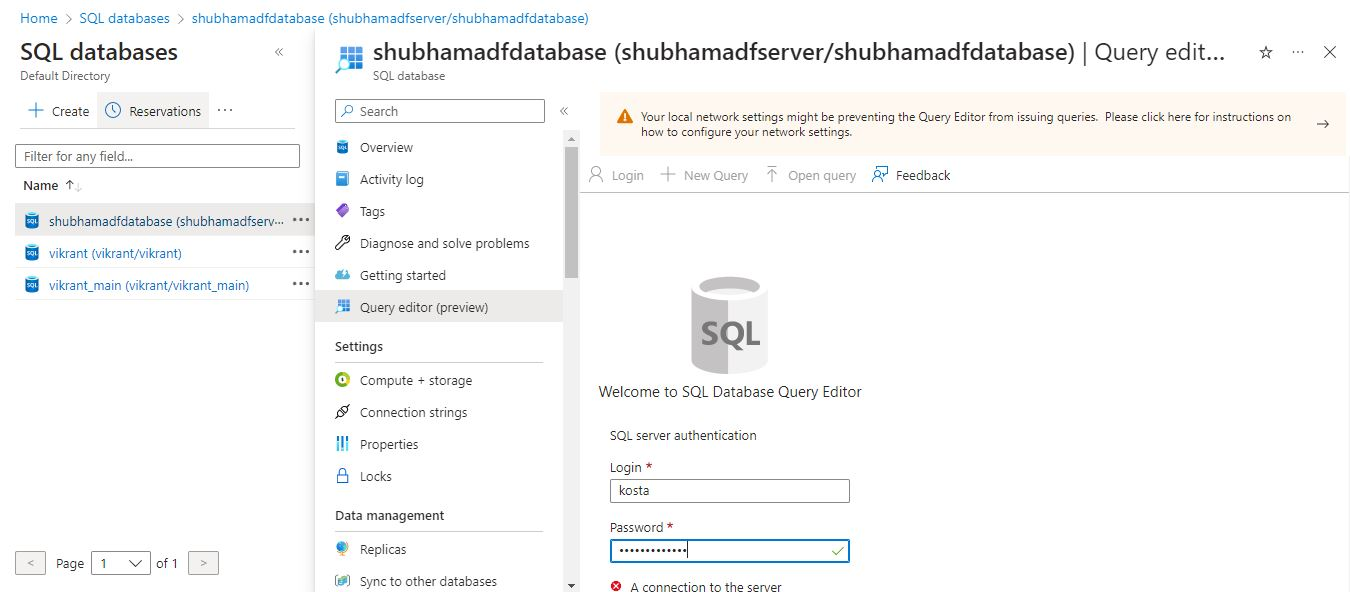 Home > SQL databases > shubhamadfdatabase (shubhamadfserver/shubhamadfdatabase)
SQL databases «
Default Directory
+ Create Reservations ...
Filter for any field...
Name ↑↓
SQL shubhamadfdatabase (shubhamadfserv... ...
SQL vikrant (vikrant/vikrant) ...
SQL vikrant_main (vikrant/vikrant_main) ...
< Page 1 of 1 >
shubhamadfdatabase (shubhamadfserver/shubhamadfdatabase) | Query edit... ☆ ... ×
SQL database
Search «
SQL Overview
Activity log
Tags
Diagnose and solve problems
Getting started
Query editor (preview)
Settings
Compute + storage
Connection strings
Properties
Locks
Data management
Replicas
Sync to other databases
Your local network settings might be preventing the Query Editor from issuing queries. Please click here for instructions on
how to configure your network settings. →
Login + New Query Open query Feedback
SQL
Welcome to SQL Database Query Editor
SQL server authentication
Login *
kosta
Password *
•••••••••••••
A connection to the server